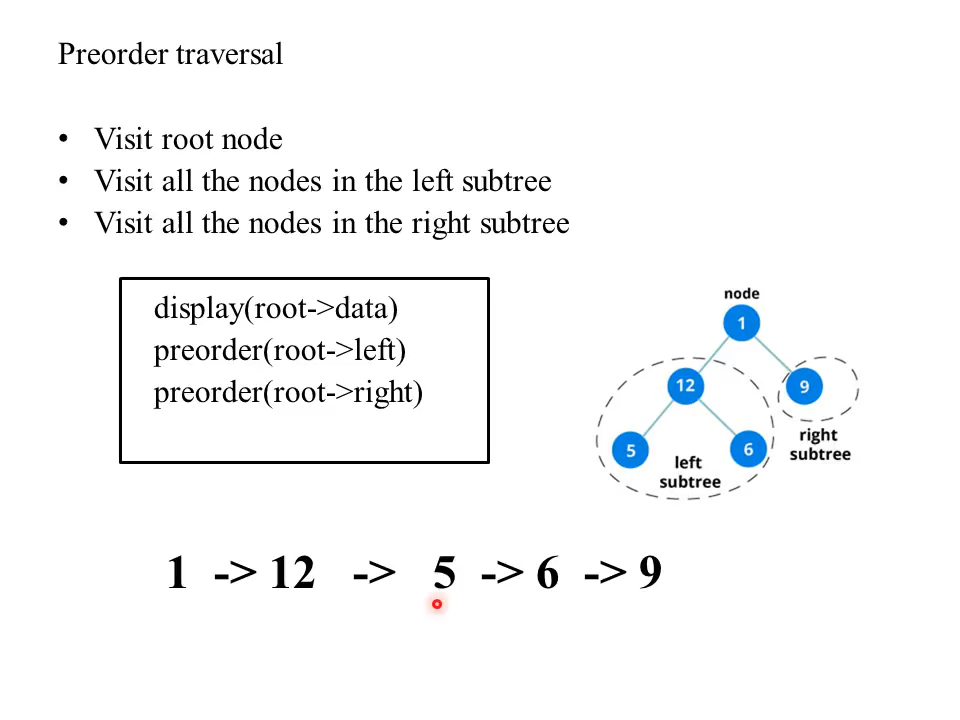 Preorder traversal
• Visit root node
• Visit all the nodes in the left subtree
• Visit all the nodes in the right subtree
display(root->data)
preorder(root->left)
preorder(root->right)
node
1
12
9
5
6
left
subtree
right
subtree
1 -> 12 -> 5 -> 6 -> 9